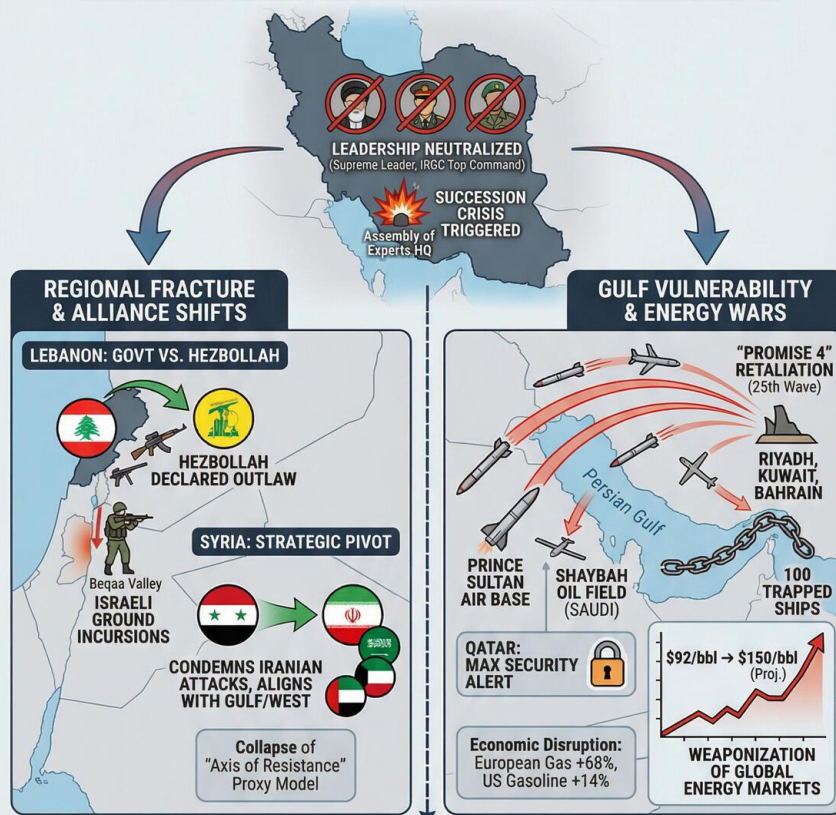 LEADERSHIP NEUTRALIZED
(Supreme Leader, IRGC Top Command)
SUCCESSION
CRISIS
TRIGGERED
Assembly of
Experts HQ
REGIONAL FRACTURE
& ALLIANCE SHIFTS
LEBANON: GOVT VS. HEZBOLLAH
HEZBOLLAH
DECLARED OUTLAW
Beqaa Valley
ISRAELI
GROUND
INCURSIONS
SYRIA: STRATEGIC PIVOT
CONDEMNS IRANIAN
ATTACKS, ALIGNS
WITH GULF/WEST
Collapse of
"Axis of Resistance"
Proxy Model
GULF VULNERABILITY
& ENERGY WARS
"PROMISE 4"
RETALIATION
(25th Wave)
RIYADH,
KUWAIT,
BAHRAIN
Persian Gulf
PRINCE
SULTAN
AIR BASE
SHAYBAH
OIL FIELD
(SAUDI)
100
TRAPPED
SHIPS
QATAR:
MAX SECURITY
ALERT
$92/bbl → $150/bbl
(Proj.)
Economic Disruption:
European Gas +68%,
US Gasoline +14%
WEAPONIZATION
OF GLOBAL
ENERGY MARKETS